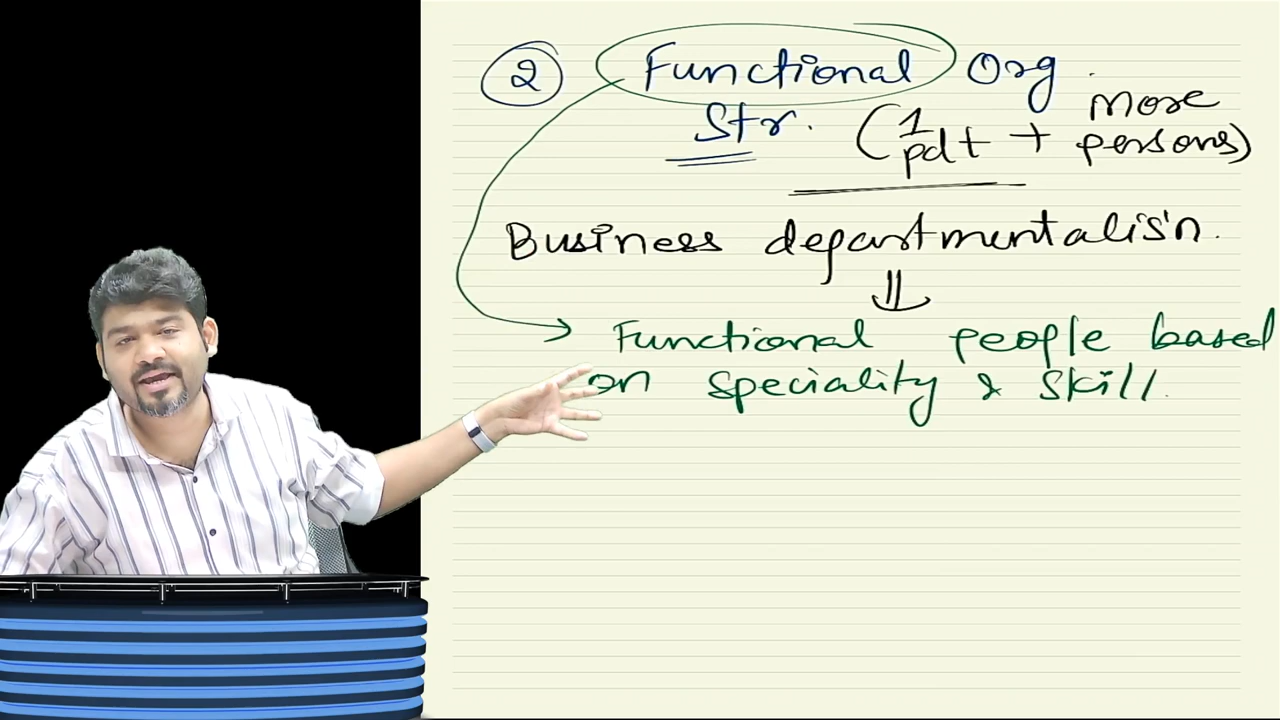 ② Functional Org.
Str. (1 pdt + more persons)
Business departmentalis'n.
⇓
→ Functional people based
on speciality & skill.